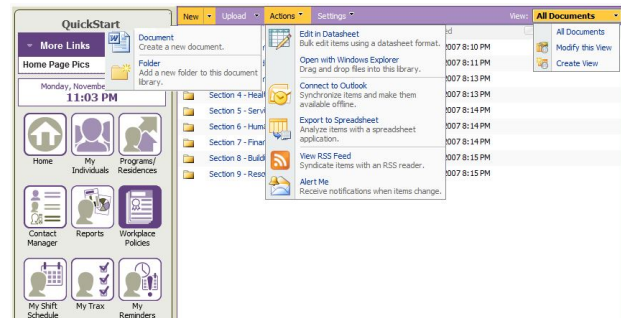 QuickStart
More Links
Home Page Pics
Monday, Novembe
11:03 PM
Home
My Individuals
Programs/ Residences
Contact Manager
Reports
Workplace Policies
My Shift Schedule
My Trax
My Reminders
New Upload Actions Settings View: All Documents
Document
Create a new document.
Folder
Add a new folder to this document
library.
Edit in Datasheet
Bulk edit items using a datasheet format.
Open with Windows Explorer
Drag and drop files into this library.
Connect to Outlook
Synchronize items and make them
available offline.
Export to Spreadsheet
Analyze items with a spreadsheet
application.
View RSS Feed
Syndicate items with an RSS reader.
Alert Me
Receive notifications when items change.
All Documents
Modify this View
Create View
ed
2007 8:10 PM
2007 8:11 PM
2007 8:13 PM
Section 4 - Heal 2007 8:13 PM
Section 5 - Servi 2007 8:14 PM
Section 6 - Huma 2007 8:14 PM
Section 7 - Finar 2007 8:14 PM
Section 8 - Buildi 2007 8:15 PM
Section 9 - Reso 2007 8:15 PM